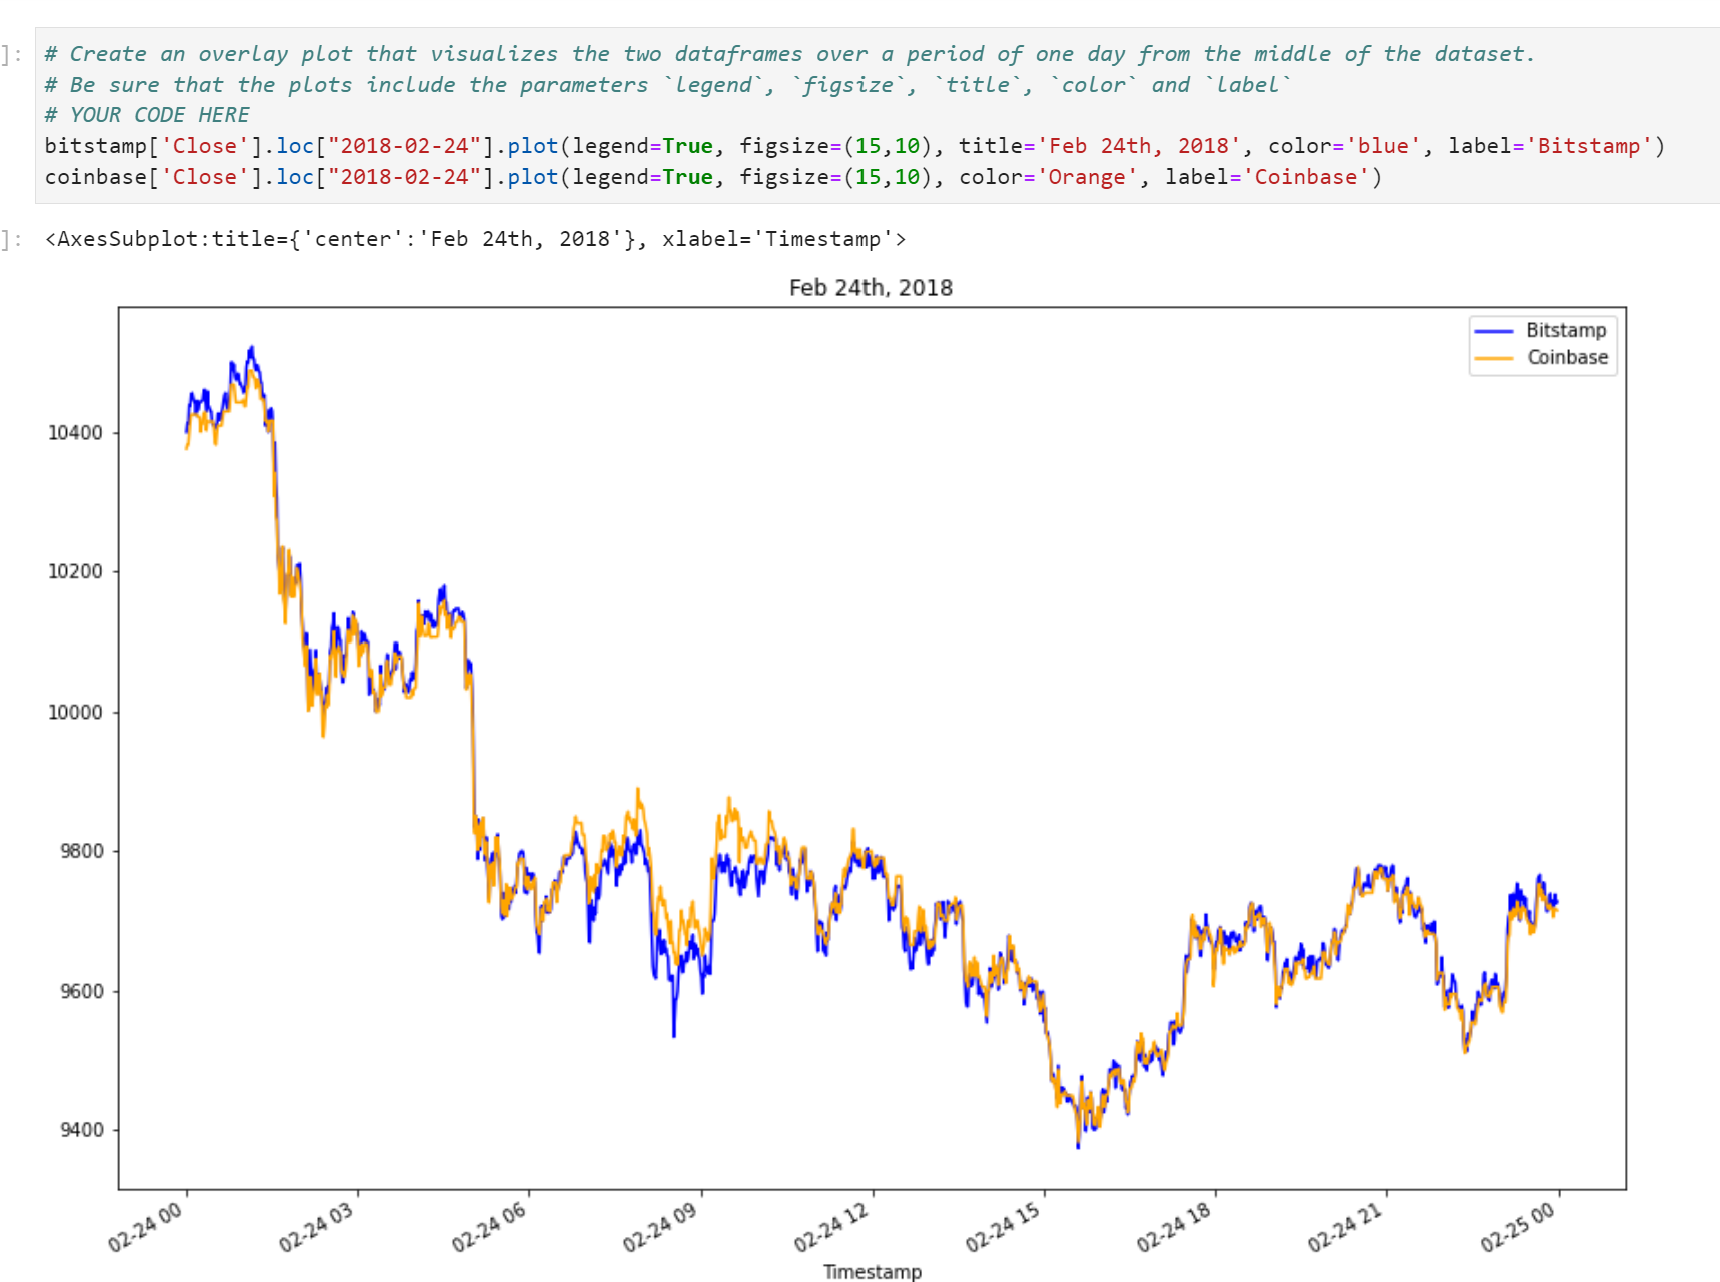 ]: # Create an overlay plot that visualizes the two dataframes over a period of one day from the middle of the dataset.
# Be sure that the plots include the parameters `legend`, `figsize`, `title`, `color` and `label`
# YOUR CODE HERE
bitstamp['Close'].loc["2018-02-24"].plot(legend=True, figsize=(15,10), title='Feb 24th, 2018', color='blue', label='Bitstamp')
coinbase['Close'].loc["2018-02-24"].plot(legend=True, figsize=(15,10), color='Orange', label='Coinbase')
]: <AxesSubplot:title={'center':'Feb 24th, 2018'}, xlabel='Timestamp'>
Feb 24th, 2018
Bitstamp
Coinbase
10400
10200
10000
9800
9600
9400
02-24 00
02-24 03
02-24 06
02-24 09
02-24 12
02-24 15
02-24 18
02-24 21
02-25 00
Timestamp